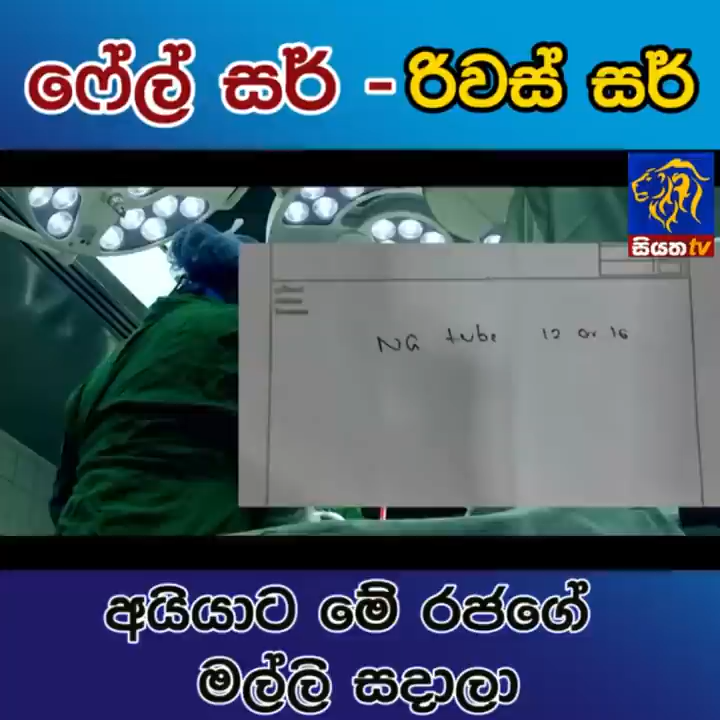 ෆේල් සර් - රිවස් සර්
සියත tv
NG tube 12 or 16
අයියාට මේ රජගේ
මල්ලි සදාලා